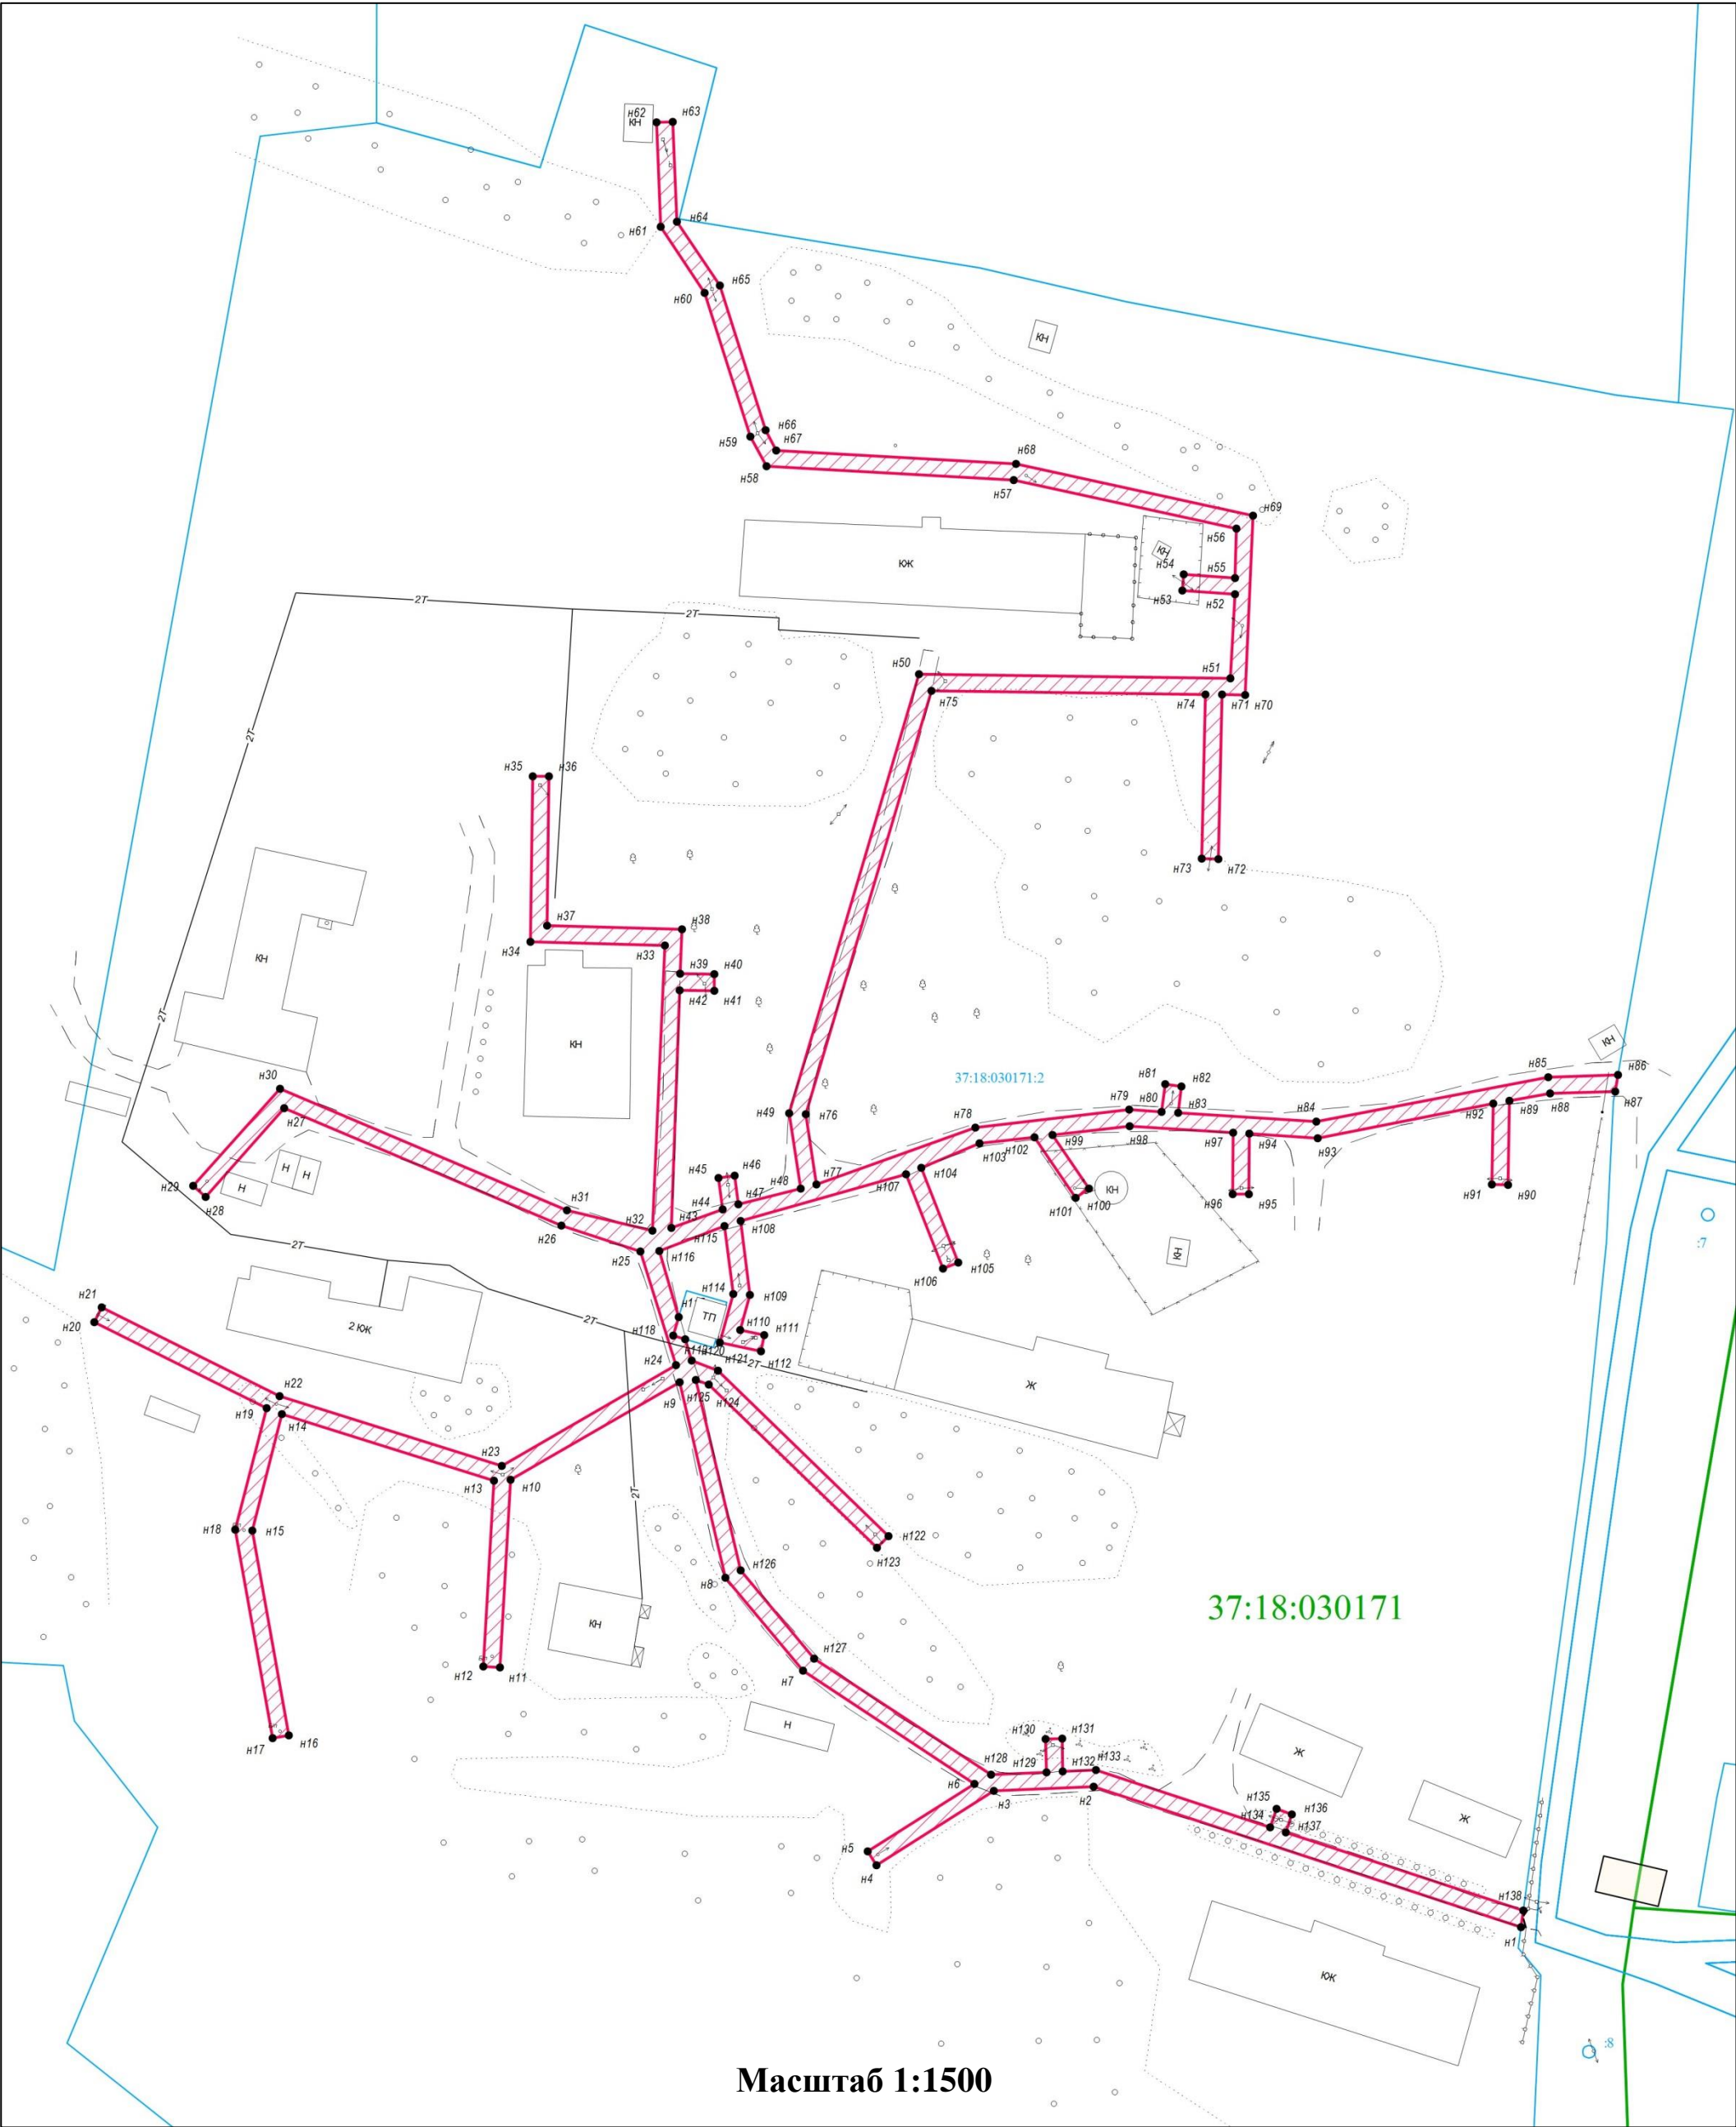 н62
КН
н63
н64
н61
н65
н60
КН
н66
н59
н67
н68
н58
н57
н69
н56
КН
н54
н55
КЖ
н53
н52
2Т
2Т
н50
н51
н75
н74
н71
н70
2Т
н35
н36
н73
н72
н37
н38
н34
н33
КН
н39
н40
н42
н41
2Т
КН
КН
н30
37:18:030171:2
н85
н86
н81
н82
н27
н49
н76
н79
н80
н83
н84
н92
н89
н88
н87
н78
н99
н98
н97
н94
н93
н103
н102
Н
Н
н45
н46
н48
н77
н104
н107
н29
Н
н28
н100
н101
КН
н96
н95
н91
н90
н31
н44
н47
н32
н43
н26
н115
н108
н25
н116
2Т
КН
н106
н105
:7
н21
н20
н114
н109
2 КЖ
2Т
ТП
н118
н110
н111
н121
н112
н24
2Т
н22
н9
н125
н124
Ж
н19
н14
н23
н13
н10
2Т
н18
н15
н122
н123
н126
н8
37:18:030171
КН
н127
н12
н11
н7
н17
н16
Н
н130
н131
Ж
н128
н129
н132
н133
н6
н3
н2
н135
н136
н134
н137
Ж
н5
н4
н138
н1
КЖ
:8
Масштаб 1:1500